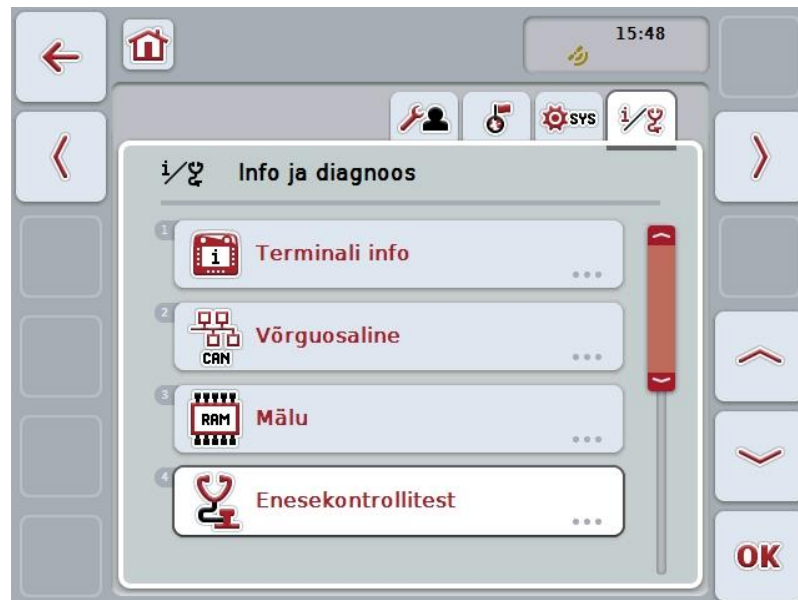 15:48
SYS
i
i Info ja diagnoos
1
i
Terminali info
2
CAN
Võrguosaline
3
RAM
Mälu
4
Enesekontrollitest
OK